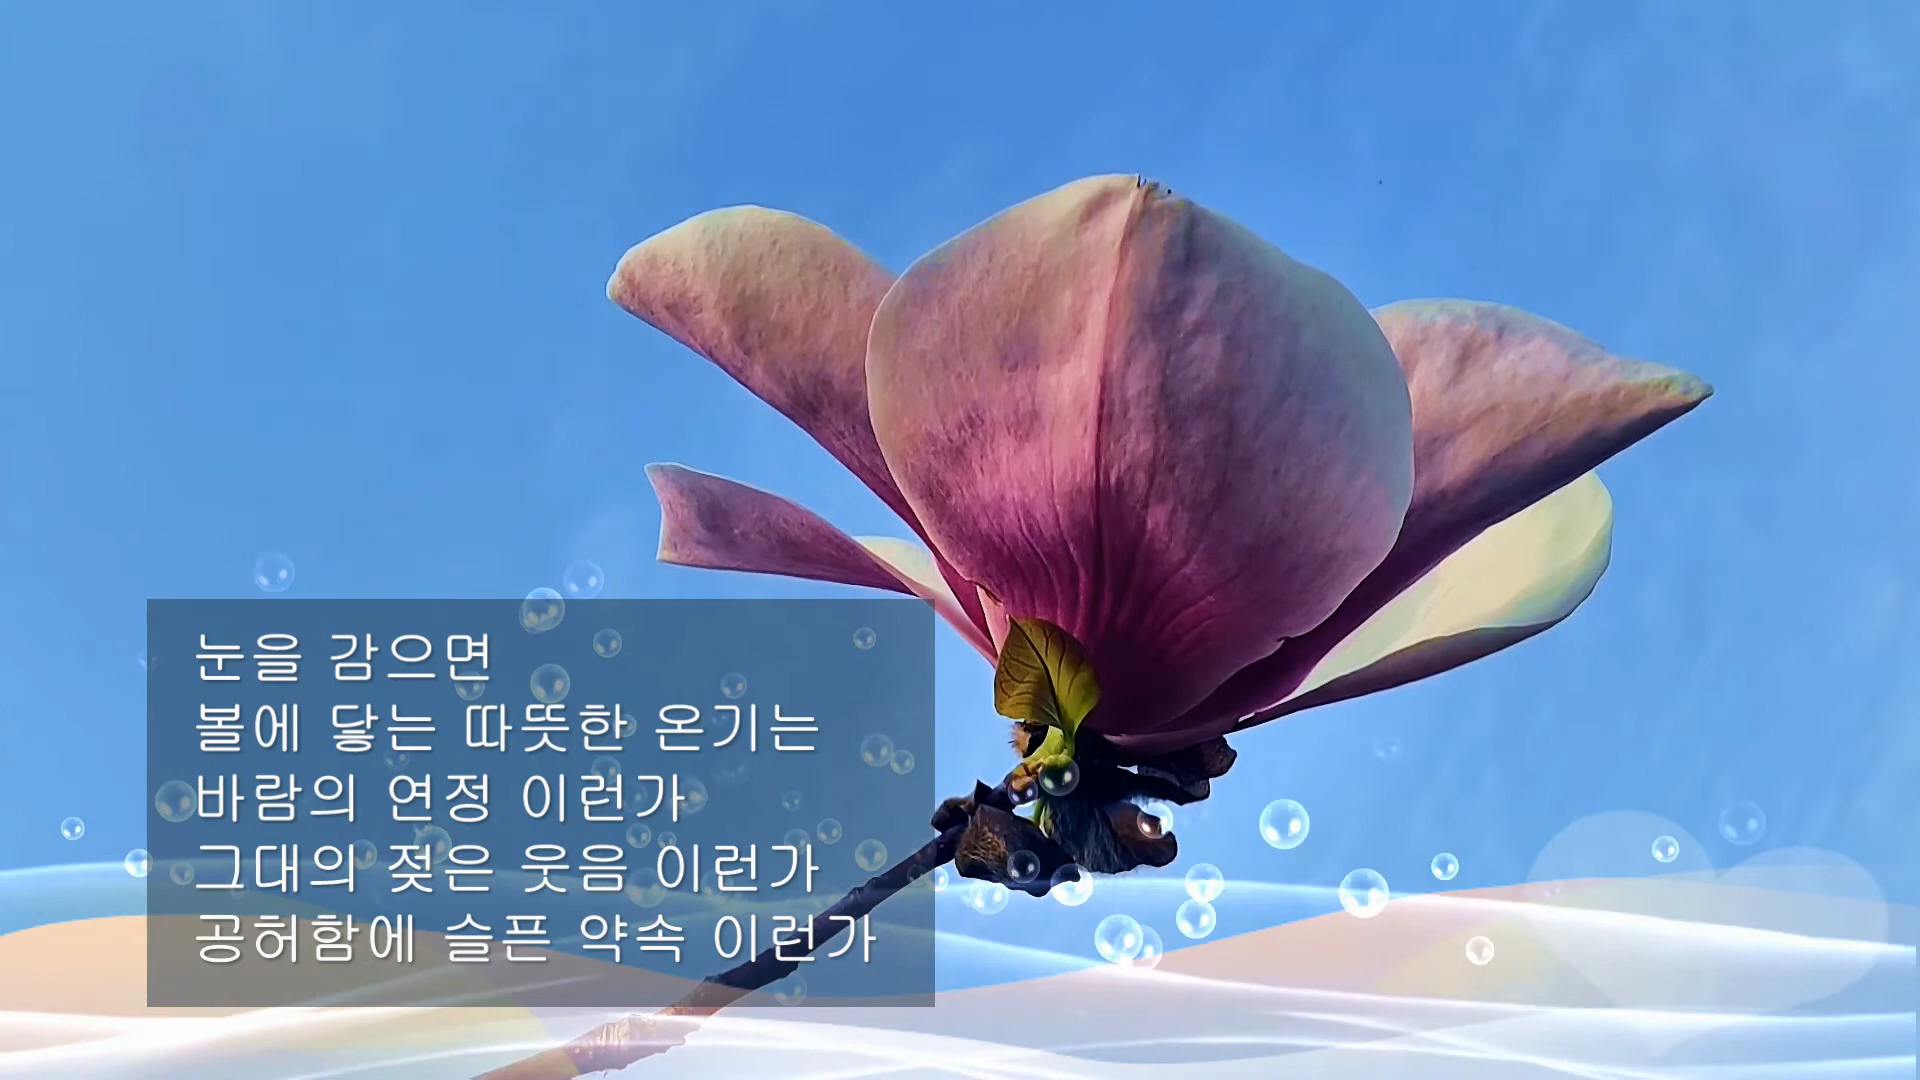 눈을 감으면
볼에 닿는 따뜻한 온기는
바람의 연정 이런가
그대의 젖은 웃음 이런가
공허함에 슬픈 약속 이런가